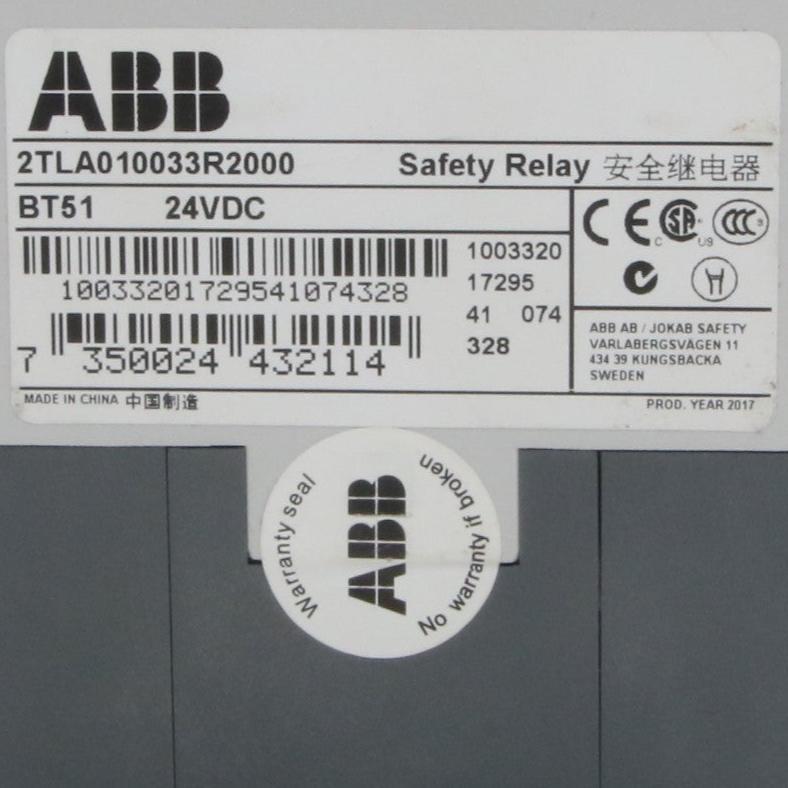 ABB
2TLA010033R2000 Safety Relay 安全继电器
BT51 24VDC
10033201729541074328
1003320
17295
41 074
328
7 350024 432114
ABB AB / JOKAB SAFETY
VARLABERGSVÄGEN 11
434 39 KUNGSBACKA
SWEDEN
MADE IN CHINA 中国制造
PROD. YEAR 2017
Warranty seal
ABB
No warranty if broken